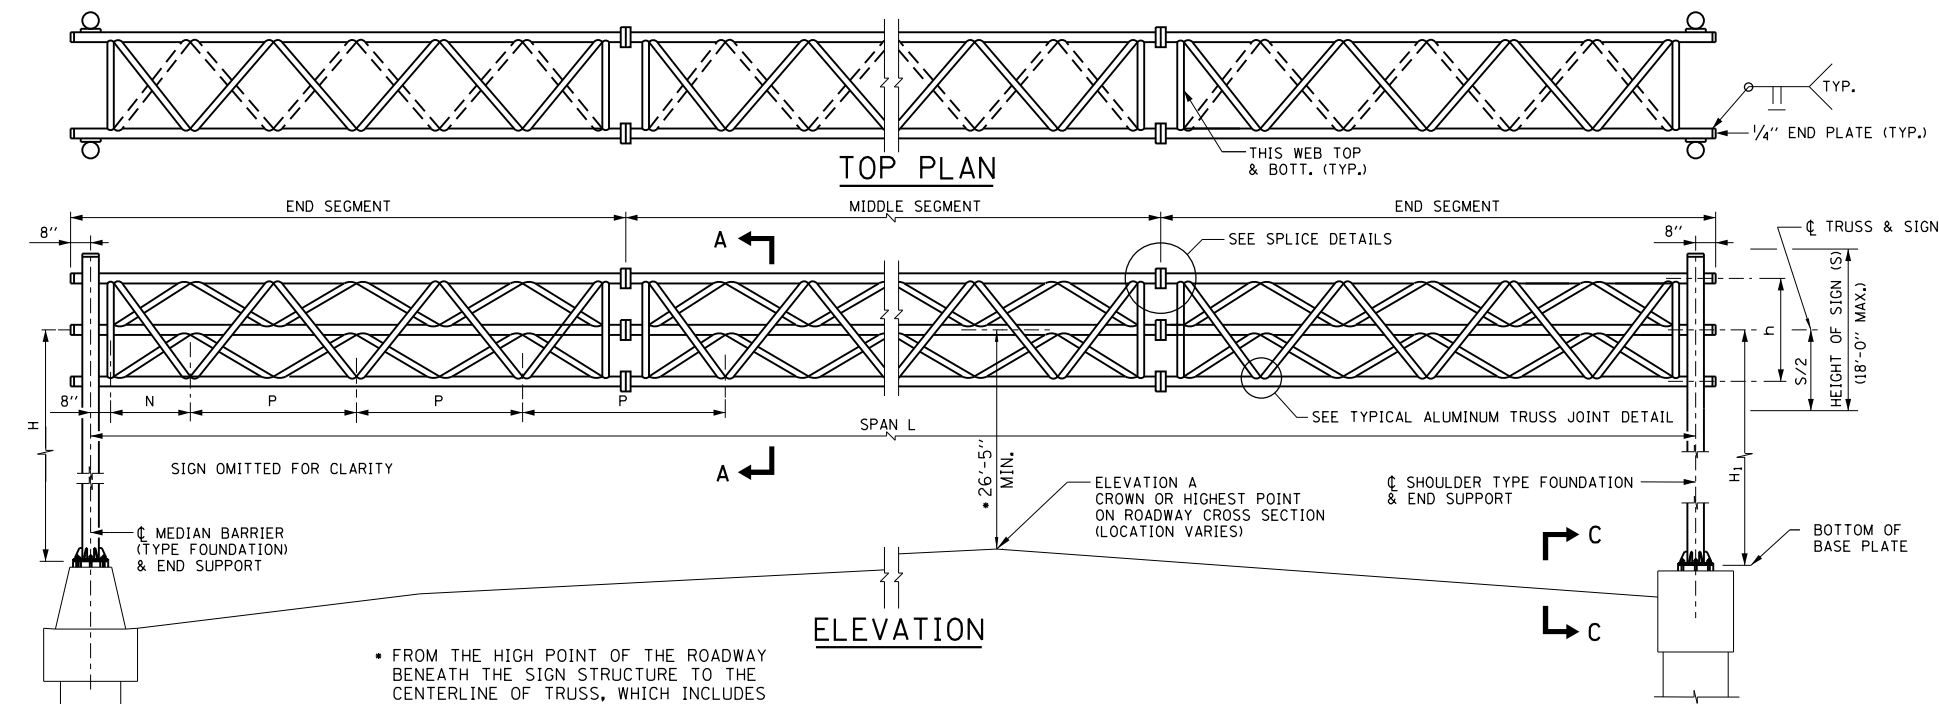 TYP.
1/4" END PLATE (TYP.)
THIS WEB TOP
& BOTT. (TYP.)
TOP PLAN
END SEGMENT
MIDDLE SEGMENT
END SEGMENT
8"
A
SEE SPLICE DETAILS
8"
℄ TRUSS & SIGN
h
S/2
HEIGHT OF SIGN (S)
(18'-0" MAX.)
8"
N
P
P
P
SEE TYPICAL ALUMINUM TRUSS JOINT DETAIL
SPAN L
H
H1
SIGN OMITTED FOR CLARITY
A
* 26'-5"
MIN.
ELEVATION A
CROWN OR HIGHEST POINT
ON ROADWAY CROSS SECTION
(LOCATION VARIES)
℄ SHOULDER TYPE FOUNDATION
& END SUPPORT
℄ MEDIAN BARRIER
(TYPE FOUNDATION)
& END SUPPORT
C
BOTTOM OF
BASE PLATE
C
ELEVATION
* FROM THE HIGH POINT OF THE ROADWAY
BENEATH THE SIGN STRUCTURE TO THE
CENTERLINE OF TRUSS, WHICH INCLUDES